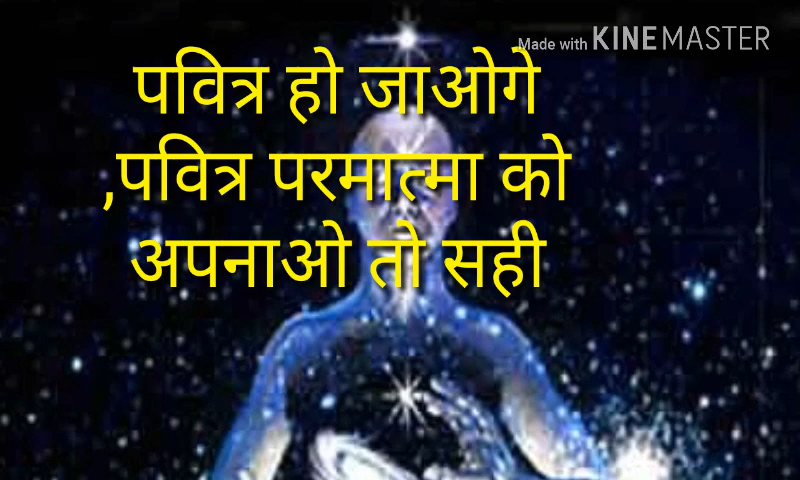 Made with KINEMASTER
पवित्र हो जाओगे
,पवित्र परमात्मा को
अपनाओ तो सही